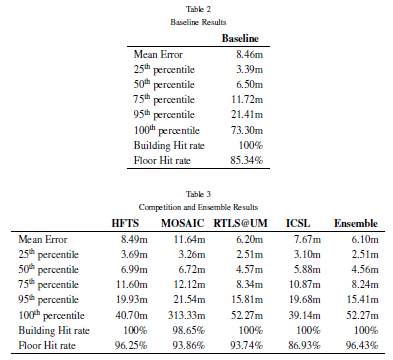 Table 2
Baseline Results
Baseline
Mean Error 8.46m
25th percentile 3.39m
50th percentile 6.50m
75th percentile 11.72m
95th percentile 21.41m
100th percentile 73.30m
Building Hit rate 100%
Floor Hit rate 85.34%
Table 3
Competition and Ensemble Results
HFTS MOSAIC RTLS@UM ICSL Ensemble
Mean Error 8.49m 11.64m 6.20m 7.67m 6.10m
25th percentile 3.69m 3.26m 2.51m 3.10m 2.51m
50th percentile 6.99m 6.72m 4.57m 5.88m 4.56m
75th percentile 11.60m 12.12m 8.34m 10.87m 8.24m
95th percentile 19.93m 21.54m 15.81m 19.68m 15.41m
100th percentile 40.70m 313.33m 52.27m 39.14m 52.27m
Building Hit rate 100% 98.65% 100% 100% 100%
Floor Hit rate 96.25% 93.86% 93.74% 86.93% 96.43%